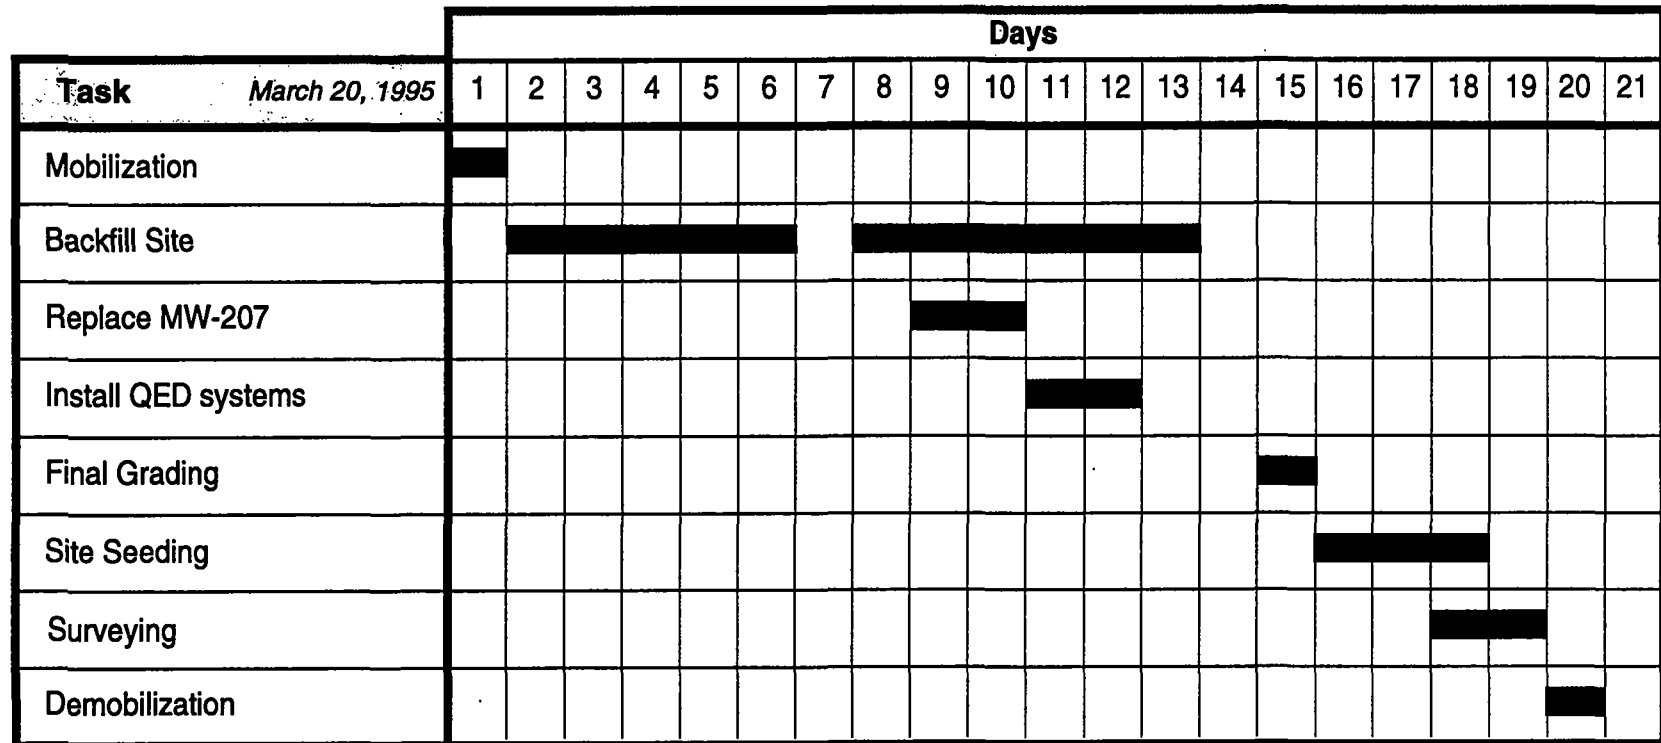 Days
Task March 20, 1995 1 2 3 4 5 6 7 8 9 10 11 12 13 14 15 16 17 18 19 20 21
Mobilization
Backfill Site
Replace MW-207
Install QED systems
Final Grading
Site Seeding
Surveying
Demobilization